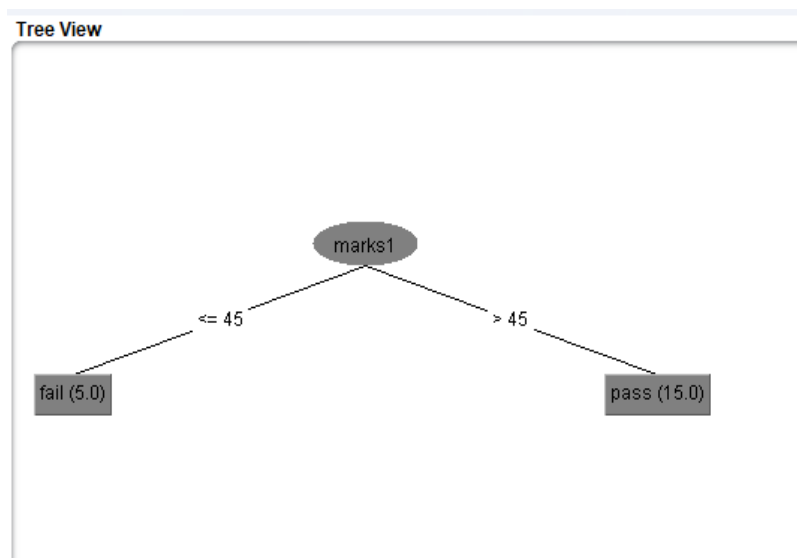 Tree View
marks1
<= 45
> 45
fail (5.0)
pass (15.0)